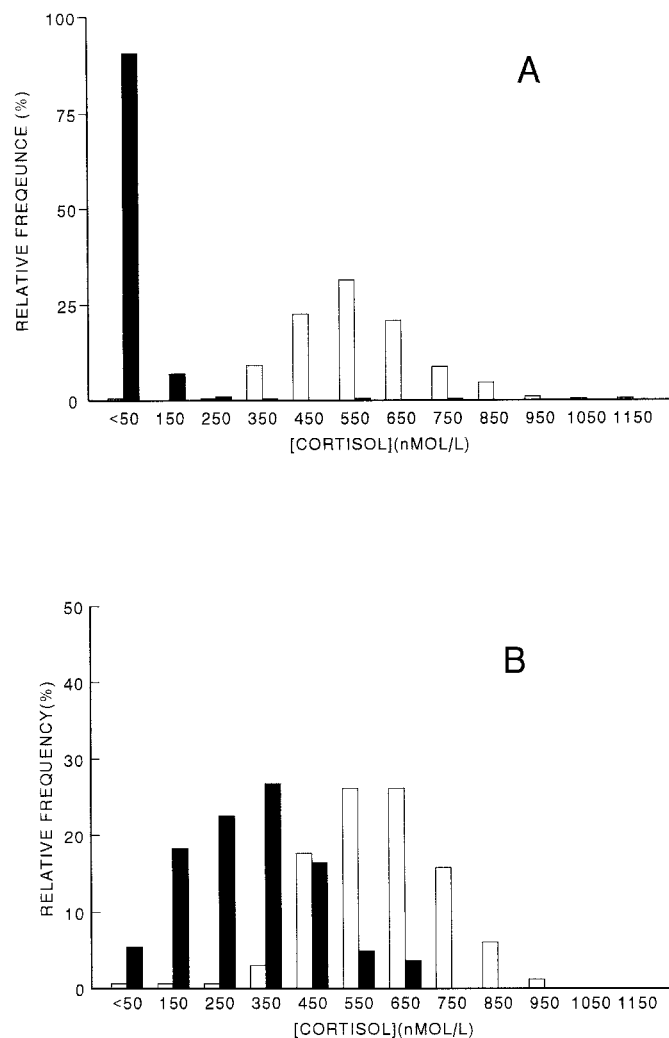 A
RELATIVE FREQEUNCE (%)
100
75
50
25
0
<50 150 250 350 450 550 650 750 850 950 1050 1150
[CORTISOL](nMOL/L)
B
RELATIVE FREQUENCY(%)
50
40
30
20
10
0
<50 150 250 350 450 550 650 750 850 950 1050 1150
[CORTISOL](nMOL/L)